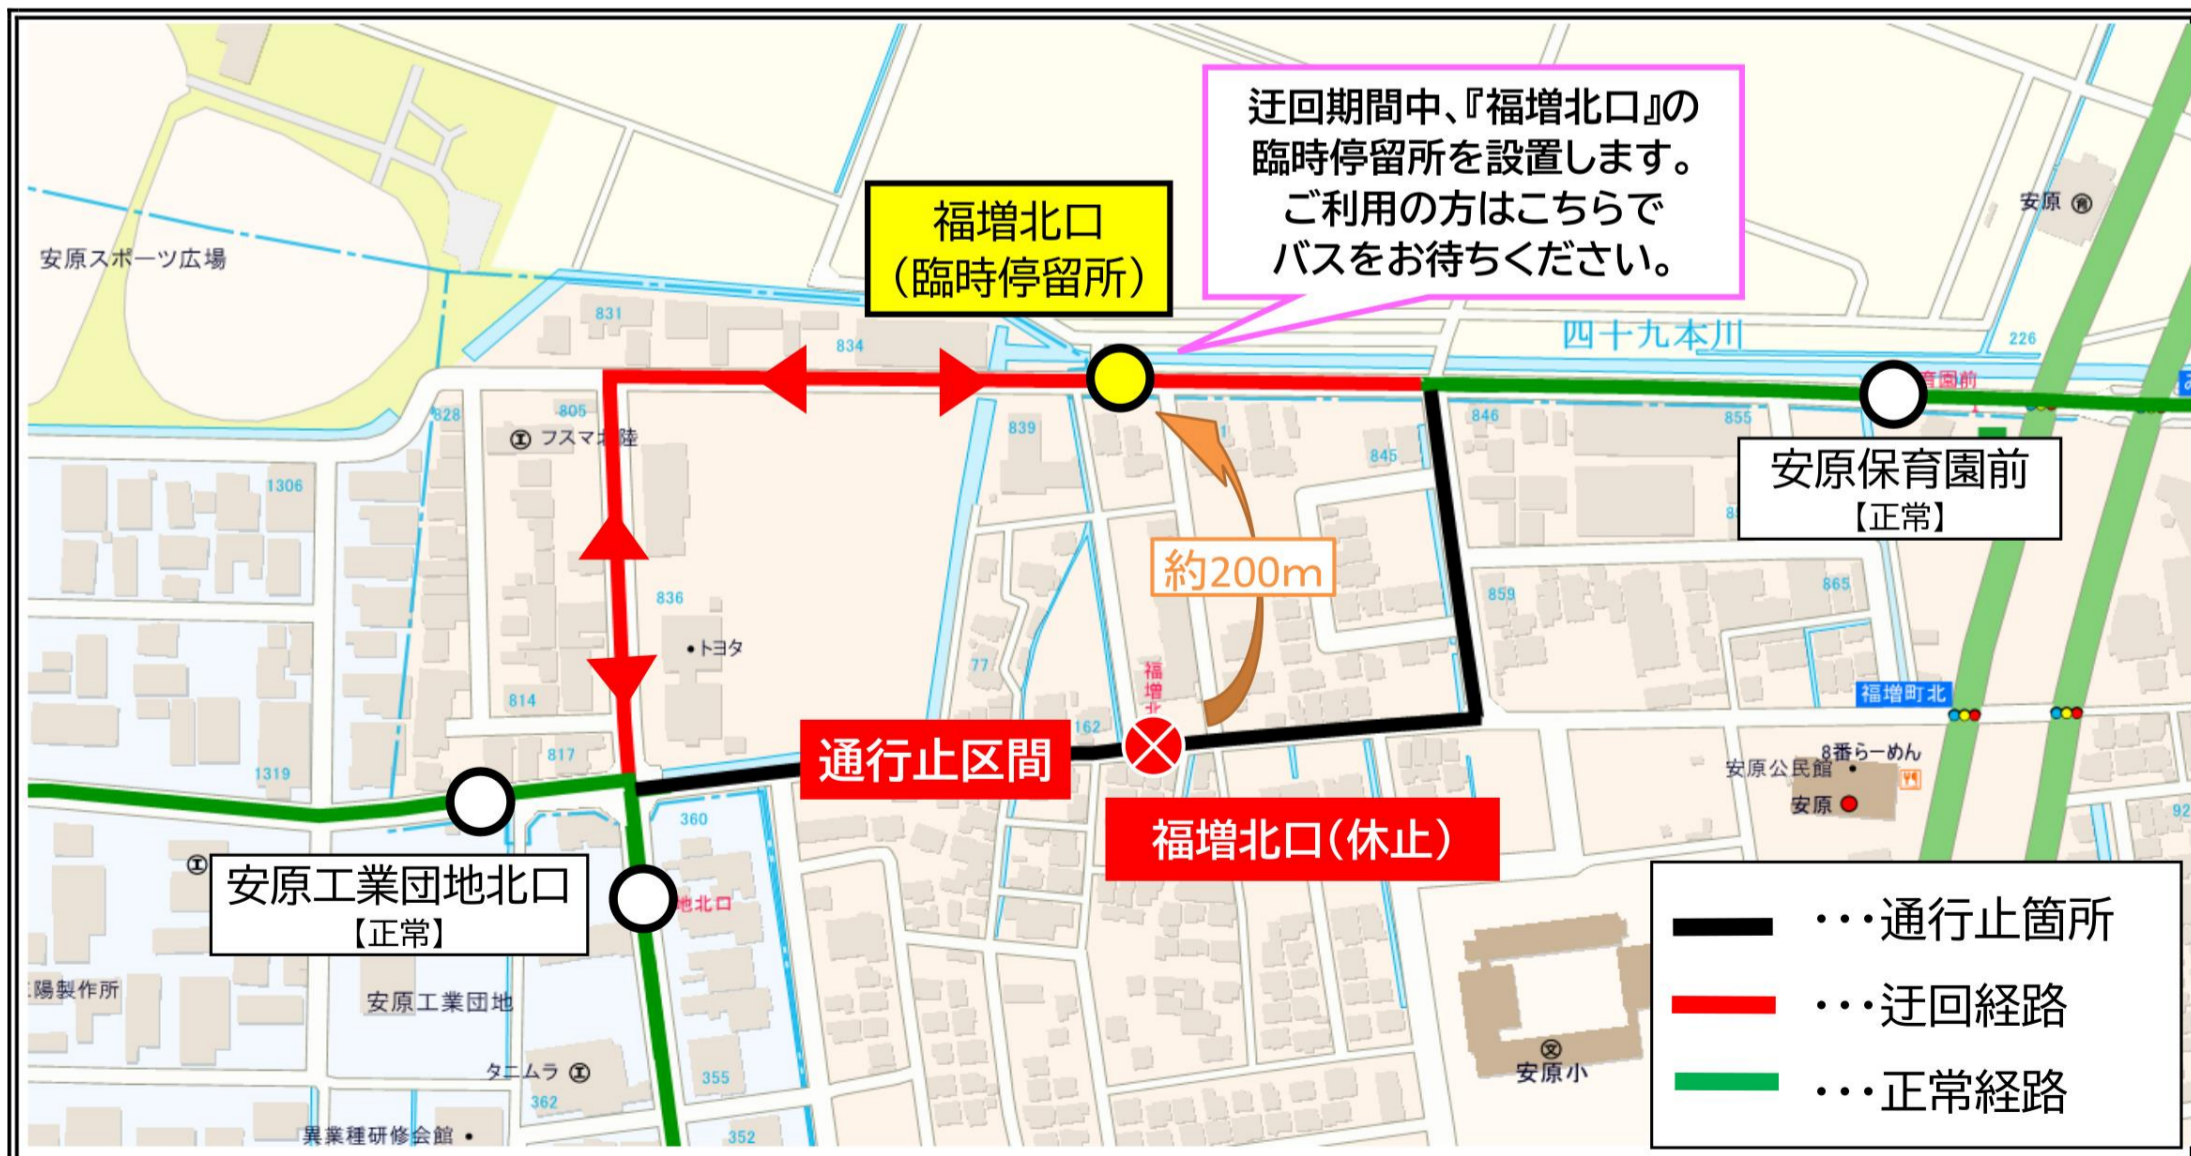 迂回期間中、『福増北口』の
臨時停留所を設置します。
ご利用の方はこちらで
バスをお待ちください。
福増北口
（臨時停留所）
安原
安原スポーツ広場
831
834
四十九本川
226
育園前
828
805
フスマ北陸
839
845
846
855
安原保育園前
【正常】
1306
約200m
836
トヨタ
859
865
77
814
福増北
福増町北
162
通行止区間
817
1319
8番らーめん
安原公民館
安原
92
360
福増北口（休止）
安原工業団地北口
【正常】
地北口
陽製作所
安原工業団地
タニムラ
362
355
安原小
異業種研修会館
352
･･･通行止箇所
･･･迂回経路
･･･正常経路